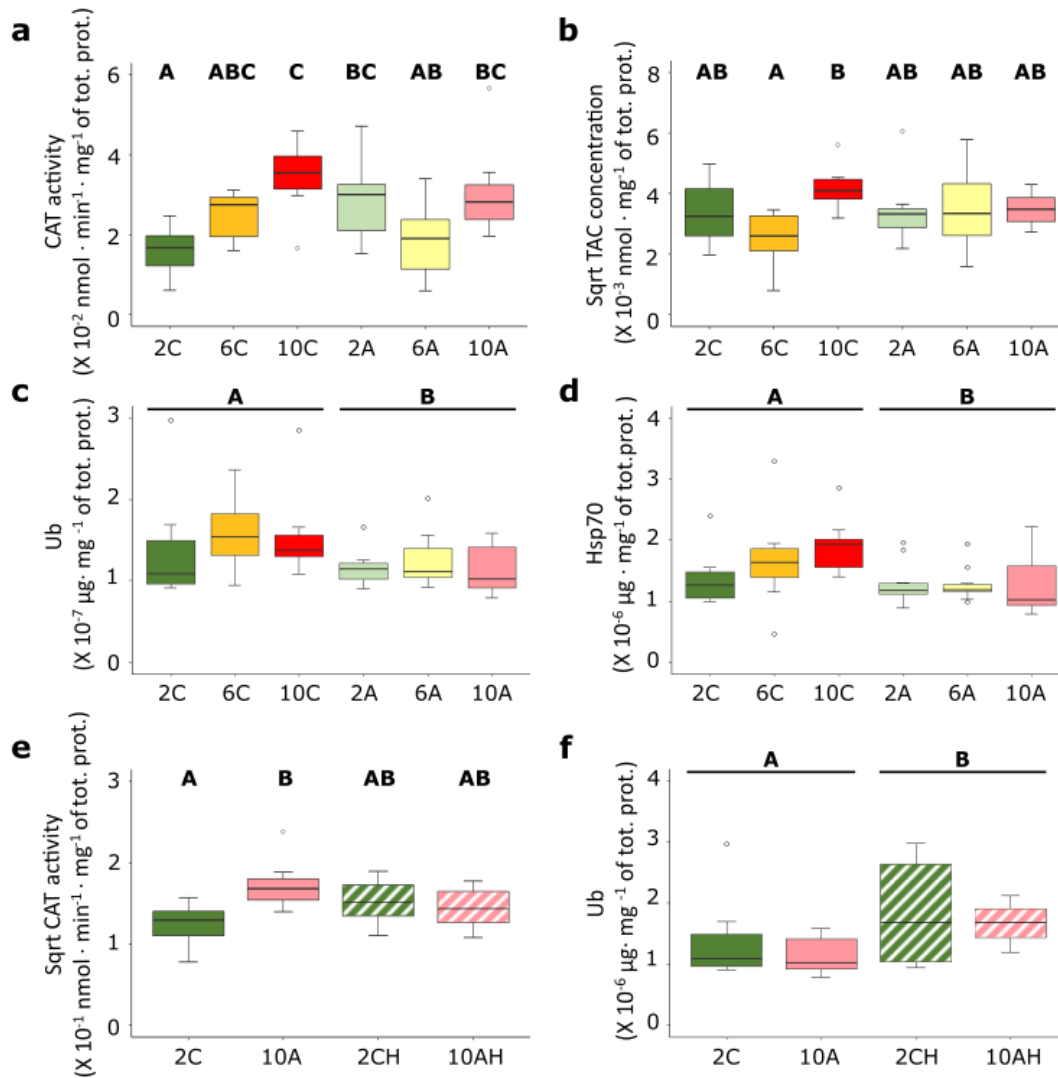 a
A ABC C BC AB BC
6
4
2
0
CAT activity
(X 10⁻² nmol · min⁻¹ · mg⁻¹ of tot. prot.)
2C 6C 10C 2A 6A 10A
b
AB A B AB AB AB
8
6
4
2
0
Sqrt TAC concentration
(X 10⁻³ nmol · mg⁻¹ of tot. prot.)
2C 6C 10C 2A 6A 10A
c
A B
3
2
1
0
Ub
(X 10⁻⁷ µg· mg ⁻¹ of tot. prot.)
2C 6C 10C 2A 6A 10A
d
A B
4
3
2
1
0
Hsp70
(X 10⁻⁶ µg · mg⁻¹ of tot.prot.)
2C 6C 10C 2A 6A 10A
e
A B AB AB
3
2
1
0
Sqrt CAT activity
(X 10⁻¹ nmol · min⁻¹ · mg⁻¹ of tot. prot.)
2C 10A 2CH 10AH
f
A B
4
3
2
1
0
Ub
(X 10⁻⁶ µg· mg ⁻¹ of tot. prot.)
2C 10A 2CH 10AH